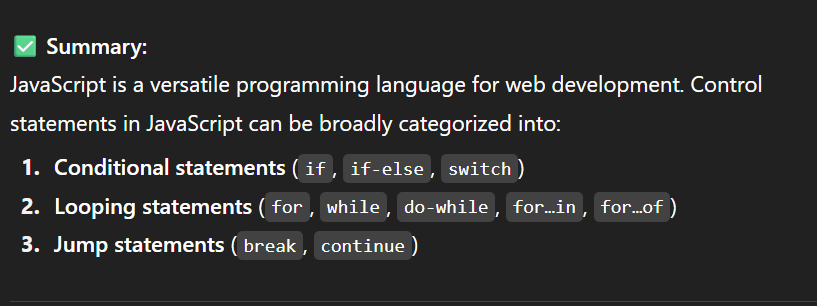 ✅ Summary:
JavaScript is a versatile programming language for web development. Control
statements in JavaScript can be broadly categorized into:
1. Conditional statements (if, if-else, switch)
2. Looping statements (for, while, do-while, for…in, for…of)
3. Jump statements (break, continue)